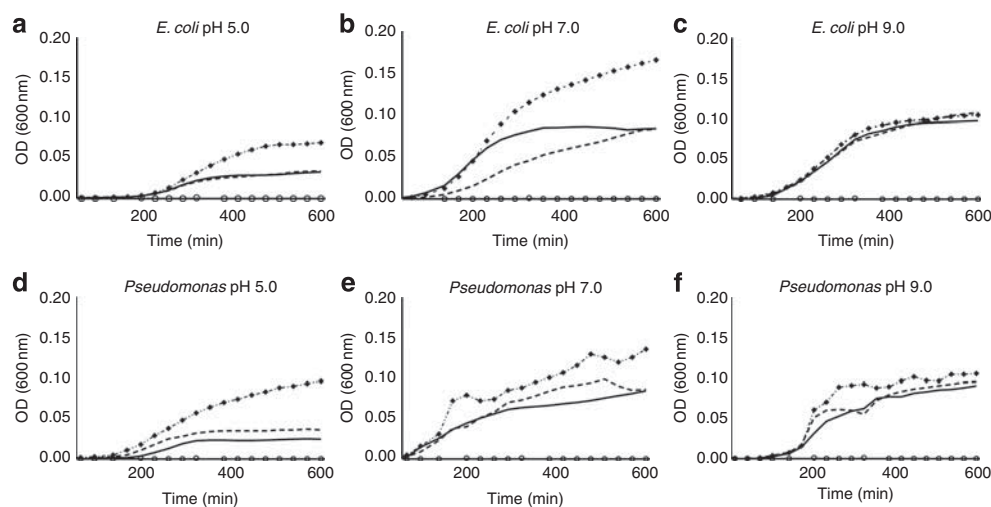 a
E. coli pH 5.0
0.20
0.15
0.10
0.05
0.00
OD (600 nm)
200
400
600
Time (min)
b
E. coli pH 7.0
0.20
0.15
0.10
0.05
0.00
OD (600 nm)
200
400
600
Time (min)
c
E. coli pH 9.0
0.20
0.15
0.10
0.05
0.00
OD (600 nm)
200
400
600
Time (min)
d
Pseudomonas pH 5.0
0.20
0.15
0.10
0.05
0.00
OD (600 nm)
200
400
600
Time (min)
e
Pseudomonas pH 7.0
0.20
0.15
0.10
0.05
0.00
OD (600 nm)
200
400
600
Time (min)
f
Pseudomonas pH 9.0
0.20
0.15
0.10
0.05
0.00
OD (600 nm)
200
400
600
Time (min)